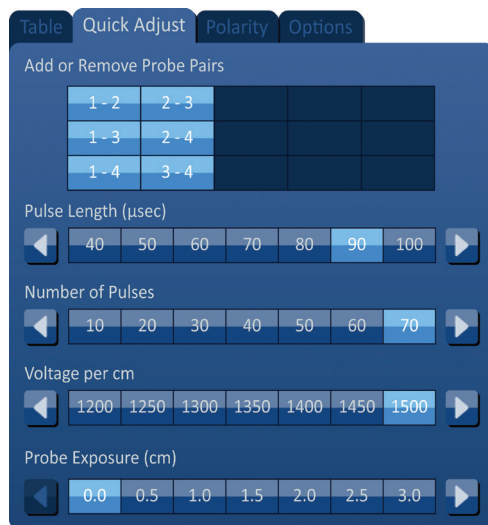 Table Quick Adjust Polarity Options
Add or Remove Probe Pairs
1 - 2 2 - 3
1 - 3 2 - 4
1 - 4 3 - 4
Pulse Length (µsec)
40 50 60 70 80 90 100
Number of Pulses
10 20 30 40 50 60 70
Voltage per cm
1200 1250 1300 1350 1400 1450 1500
Probe Exposure (cm)
0.0 0.5 1.0 1.5 2.0 2.5 3.0